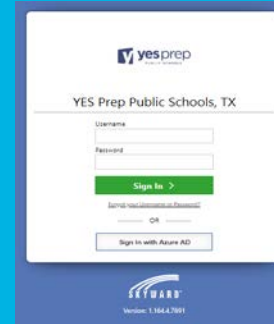 yesprep
PUBLIC SCHOOLS
YES Prep Public Schools, TX
Username
Password
Sign In >
Forgot your Username or Password?
OR
Sign In with Azure AD
SKYWARD
Version: 1.164.4.7891